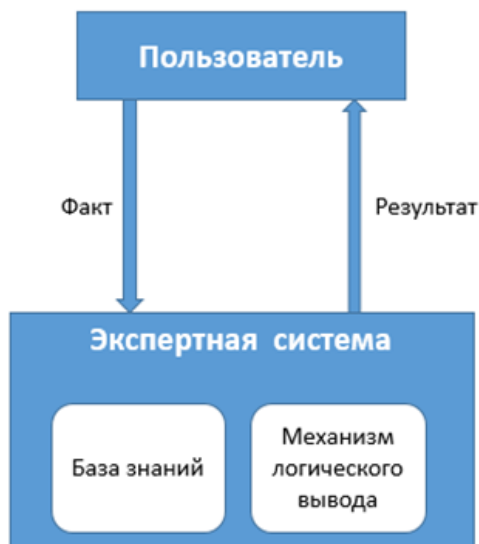 Пользователь
Факт
Результат
Экспертная система
База знаний
Механизм
логического
вывода